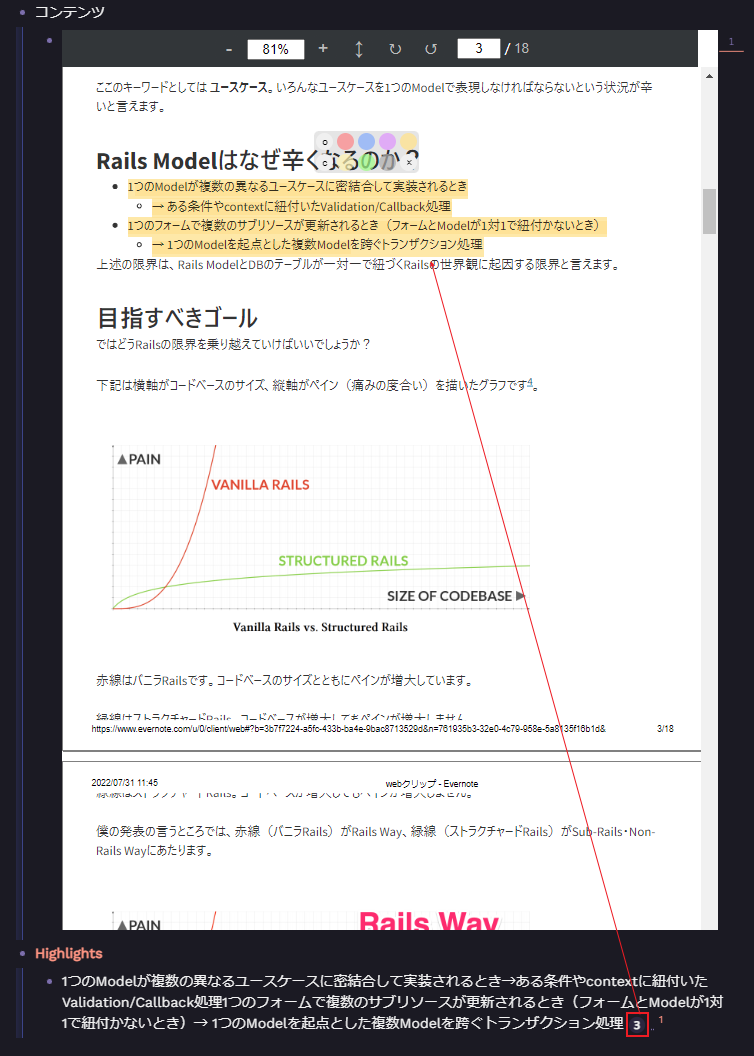 コンテンツ
1
- 81% + ↕ ↻ ↺ 3 / 18
ここのキーワードとしては ユースケース。いろんなユースケースを1つのModelで表現しなければならないという状況が辛
いと言えます。
Rails Modelはなぜ辛くなるのか？
1つのModelが複数の異なるユースケースに密結合して実装されるとき
→ ある条件やcontextに紐付いたValidation/Callback処理
1つのフォームで複数のサブリソースが更新されるとき（フォームとModelが1対1で紐付かないとき）
→ 1つのModelを起点とした複数Modelを跨ぐトランザクション処理
上述の限界は、Rails ModelとDBのテーブルが一対一で紐づくRailsの世界観に起因する限界と言えます。
目指すべきゴール
ではどうRailsの限界を乗り越えていけばいいでしょうか？
下記は横軸がコードベースのサイズ、縦軸がペイン（痛みの度合い）を描いたグラフです4。
▲PAIN
VANILLA RAILS
STRUCTURED RAILS
SIZE OF CODEBASE ▶
Vanilla Rails vs. Structured Rails
赤線はバニラRailsです。コードベースのサイズとともにペインが増大しています。
緑線はストラクチャードRails。コードベースが増大してもペインが増大しません。
https://www.evernote.com/u/0/client/web#?b=3b7f7224-a5fc-433b-ba4e-9bac8713529d&n=761935b3-32e0-4c79-958e-5a8135f16b1d&
3/18
2022/07/31 11:45
webクリップ - Evernote
緑線はストラクチャードRails。コードベースが増大してもペインが増大しません。
僕の発表の言うところでは、赤線（バニラRails）がRails Way、緑線（ストラクチャードRails）がSub-Rails・Non-
Rails Wayにあたります。
▲PAIN
Rails Way
Highlights
1つのModelが複数の異なるユースケースに密結合して実装されるとき→ある条件やcontextに紐付いた
Validation/Callback処理1つのフォームで複数のサブリソースが更新されるとき（フォームとModelが1対
1で紐付かないとき）→ 1つのModelを起点とした複数Modelを跨ぐトランザクション処理 3 1